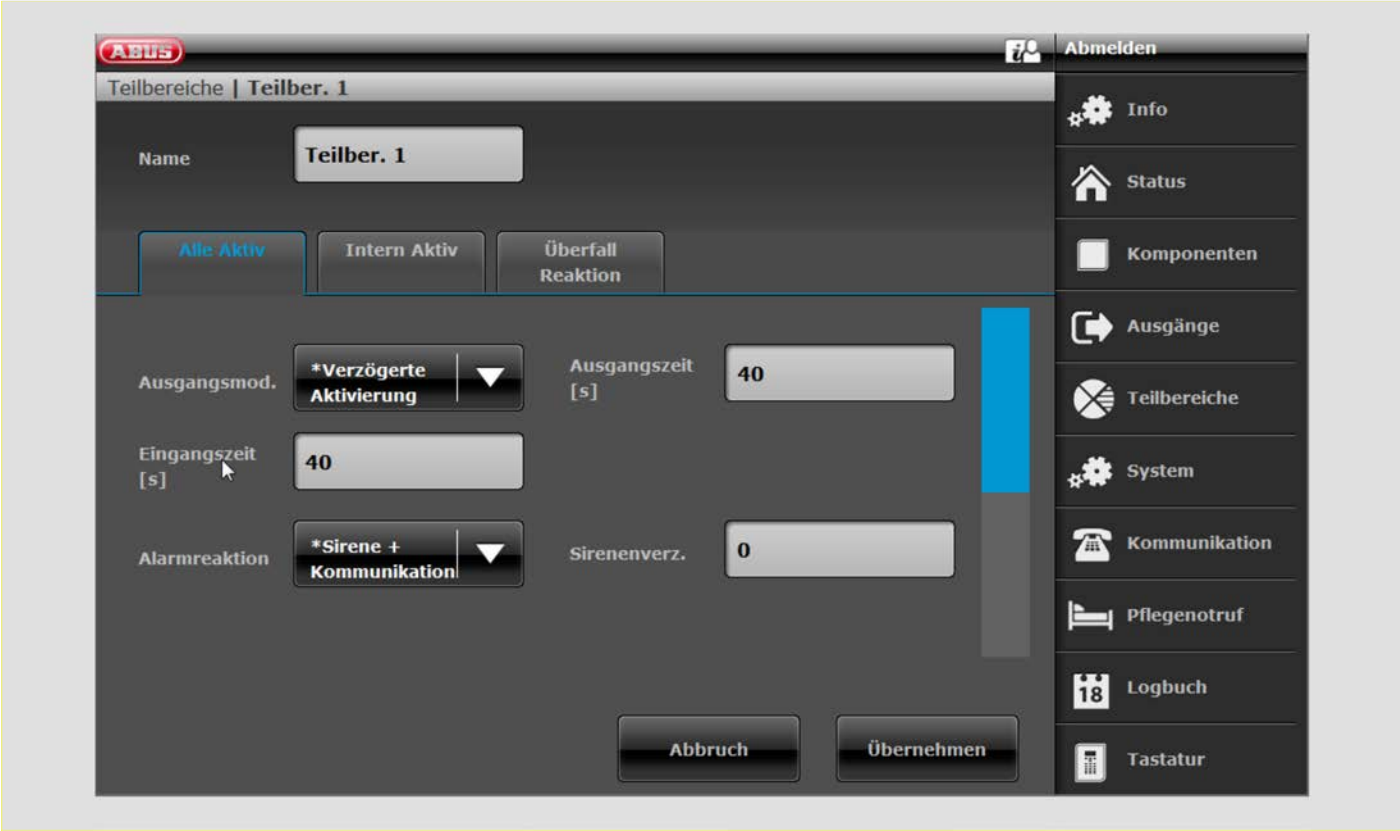 ABUS
i
Abmelden
Teilbereiche | Teilber. 1
Name
Teilber. 1
Alle Aktiv
Intern Aktiv
Überfall
Reaktion
Ausgangsmod.
*Verzögerte
Aktivierung
Ausgangszeit
[s]
40
Eingangszeit
[s]
40
Alarmreaktion
*Sirene +
Kommunikation
Sirenenverz.
0
Abbruch
Übernehmen
Info
Status
Komponenten
Ausgänge
Teilbereiche
System
Kommunikation
Pflegenotruf
18
Logbuch
Tastatur